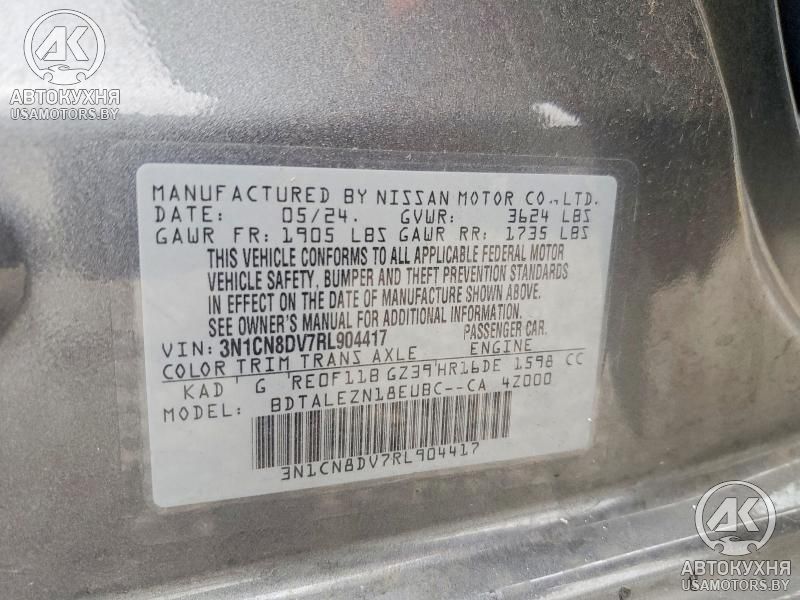 AK
АВТОКУХНЯ
USAMOTORS.BY
MANUFACTURED BY NISSAN MOTOR CO., LTD.
DATE: 05/24. GVWR: 3624 LBS
GAWR FR: 1905 LBS GAWR RR: 1735 LBS
THIS VEHICLE CONFORMS TO ALL APPLICABLE FEDERAL MOTOR
VEHICLE SAFETY, BUMPER AND THEFT PREVENTION STANDARDS
IN EFFECT ON THE DATE OF MANUFACTURE SHOWN ABOVE.
SEE OWNER'S MANUAL FOR ADDITIONAL INFORMATION.
VIN: 3N1CN8DV7RL904417 PASSENGER CAR.
COLOR TRIM TRANS AXLE ENGINE
KAD G RE0F11B GZ39 HR16DE 1598 CC
MODEL: BDTALEZN18EUBC--CA 4Z000
3N1CN8DV7RL904417
AK
АВТОКУХНЯ
USAMOTORS.BY